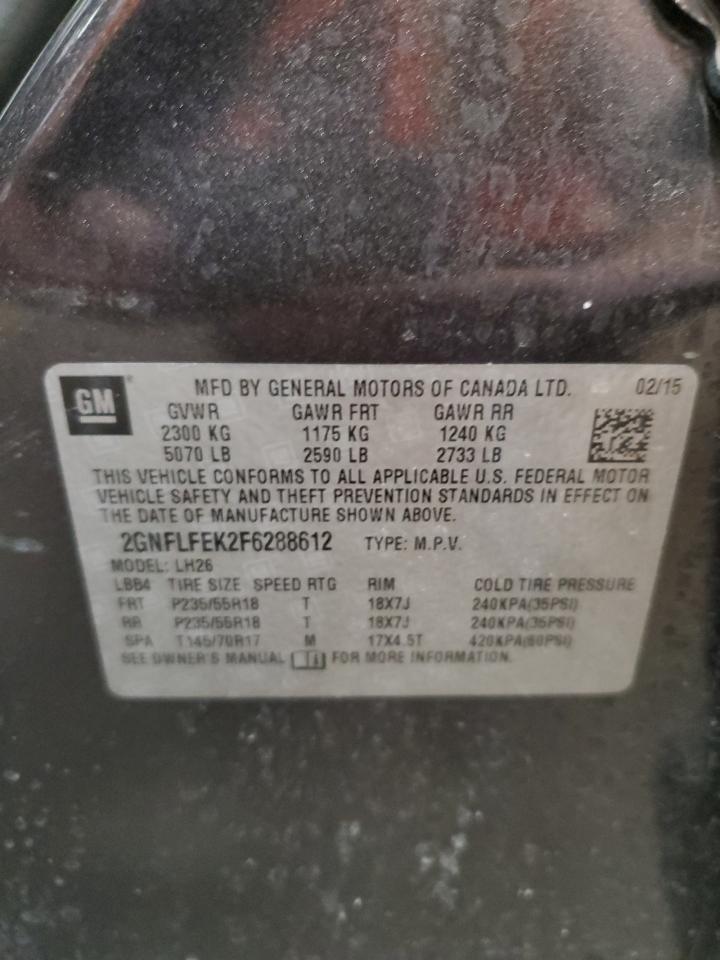 GM
MFD BY GENERAL MOTORS OF CANADA LTD. 02/15
GVWR GAWR FRT GAWR RR
2300 KG 1175 KG 1240 KG
5070 LB 2590 LB 2733 LB
THIS VEHICLE CONFORMS TO ALL APPLICABLE U.S. FEDERAL MOTOR
VEHICLE SAFETY AND THEFT PREVENTION STANDARDS IN EFFECT ON
THE DATE OF MANUFACTURE SHOWN ABOVE.
2GNFLFEK2F6288612 TYPE: M.P.V.
MODEL: LH26
LBB4 TIRE SIZE SPEED RTG RIM COLD TIRE PRESSURE
FRT P235/55R18 T 18X7J 240KPA(35PSI)
RR P235/55R18 T 18X7J 240KPA(35PSI)
SPA T145/70R17 M 17X4.5T 420KPA(60PSI)
SEE OWNER'S MANUAL FOR MORE INFORMATION.